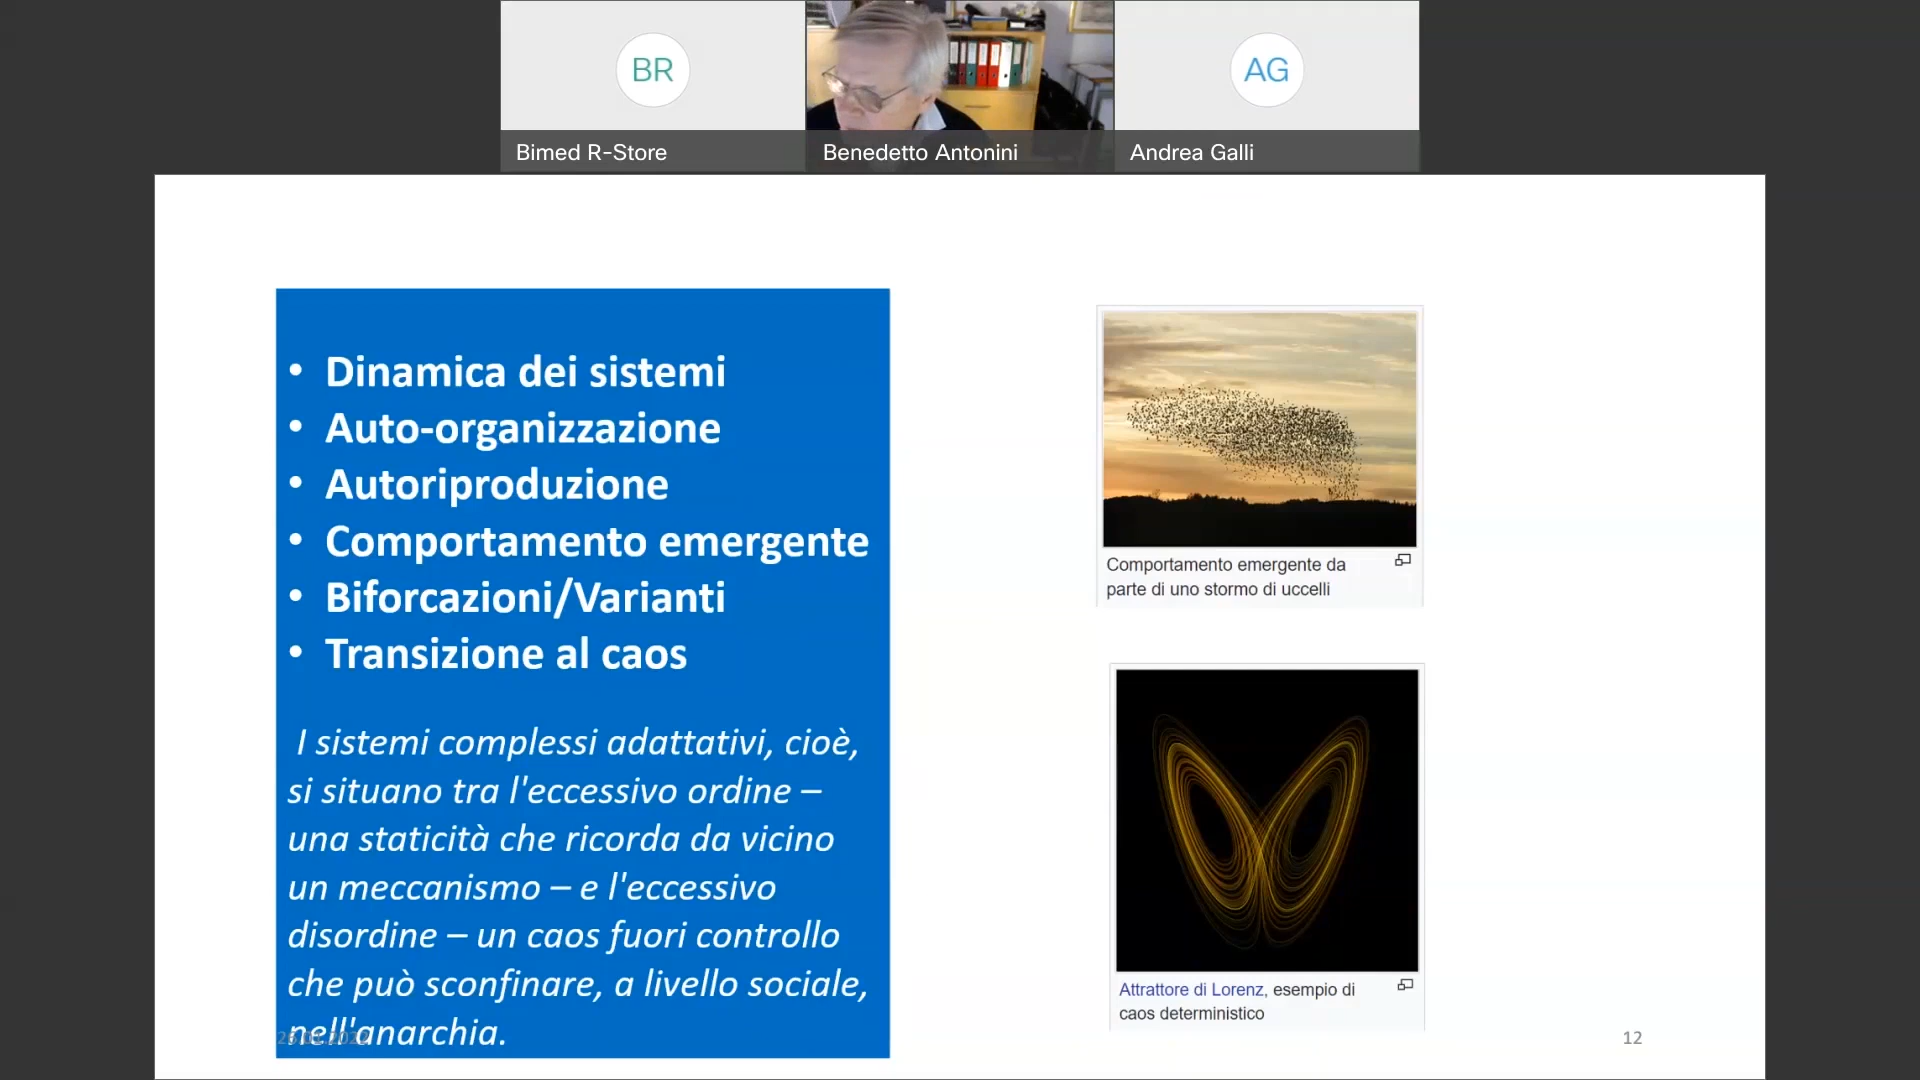 BR
AG
Bimed R-Store
Benedetto Antonini
Andrea Galli
• Dinamica dei sistemi
• Auto-organizzazione
• Autoriproduzione
• Comportamento emergente
• Biforcazioni/Varianti
• Transizione al caos
I sistemi complessi adattativi, cioè,
si situano tra l'eccessivo ordine –
una staticità che ricorda da vicino
un meccanismo – e l'eccessivo
disordine – un caos fuori controllo
che può sconfinare, a livello sociale,
nell'anarchia.
Comportamento emergente da
parte di uno stormo di uccelli
Attrattore di Lorenz, esempio di
caos deterministico
12